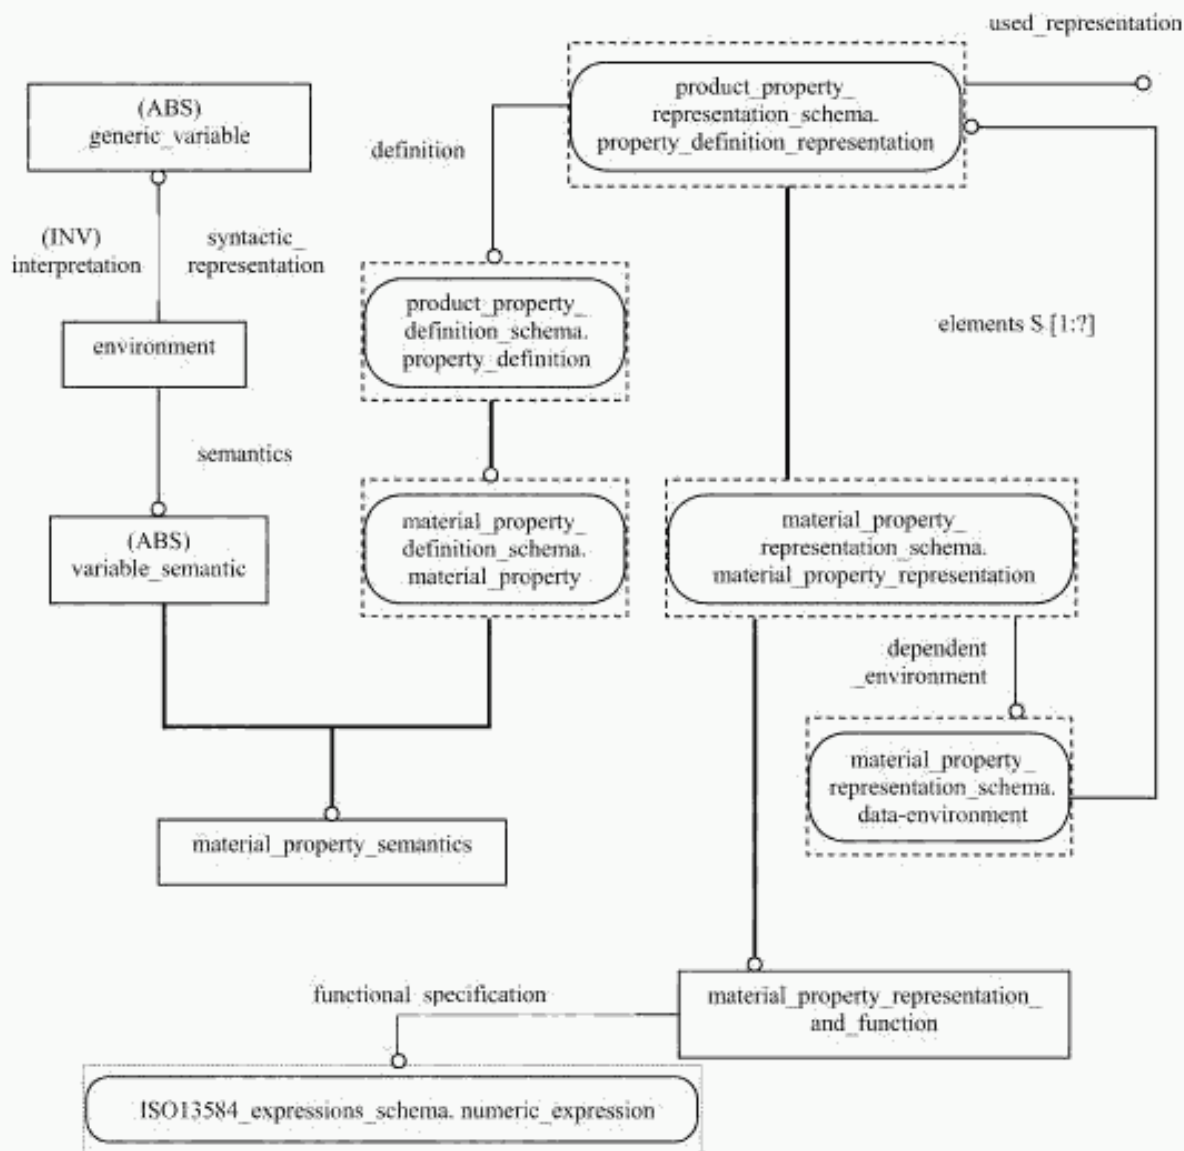 used_representation
product_property_
representation_schema.
property_definition_representation
(ABS)
generic_variable
definition
(INV)
interpretation
syntactic_
representation
product_property_
definition_schema.
property_definition
elements S [1:?]
environment
semantics
(ABS)
variable_semantic
material_property_
definition_schema.
material_property
material_property_
representation_schema.
material_property_representation
dependent
_environment
material_property_
representation_schema.
data-environment
material_property_semantics
functional_specification
material_property_representation_
and_function
ISO13584_expressions_schema. numeric_expression